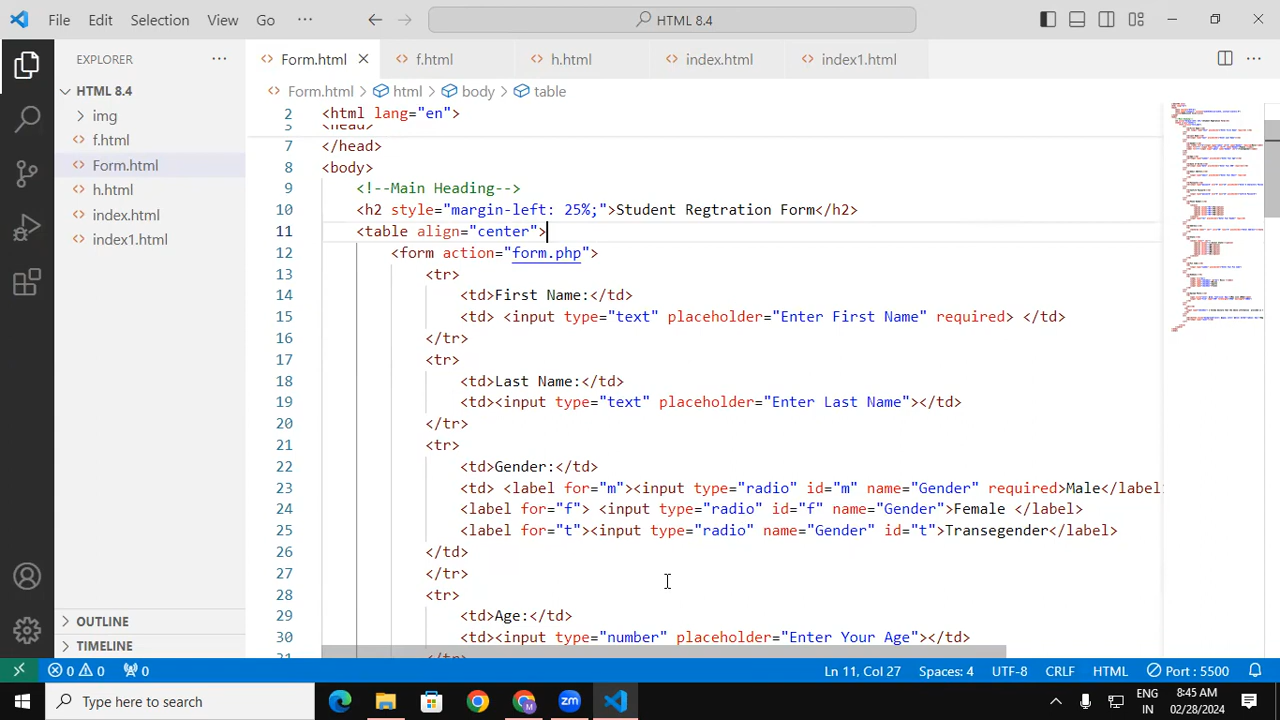 File Edit Selection View Go ··· HTML 8.4
EXPLORER ··· Form.html f.html h.html index.html index1.html
HTML 8.4
img
f.html
Form.html
h.html
index.html
index1.html
OUTLINE
TIMELINE
Form.html > html > body > table
2 <html lang="en">
3 <head>
7 </head>
8 <body>
9 <!--Main Heading-->
10 <h2 style="margin-left: 25%;">Student Regtration Form</h2>
11 <table align="center">
12 <form action="form.php">
13 <tr>
14 <td>First Name:</td>
15 <td> <input type="text" placeholder="Enter First Name" required> </td>
16 </tr>
17 <tr>
18 <td>Last Name:</td>
19 <td><input type="text" placeholder="Enter Last Name"></td>
20 </tr>
21 <tr>
22 <td>Gender:</td>
23 <td> <label for="m"><input type="radio" id="m" name="Gender" required>Male</label
24 <label for="f"> <input type="radio" id="f" name="Gender">Female </label>
25 <label for="t"><input type="radio" name="Gender" id="t">Transegender</label>
26 </td>
27 </tr>
28 <tr>
29 <td>Age:</td>
30 <td><input type="number" placeholder="Enter Your Age"></td>
31 </tr>
0 0 0 Ln 11, Col 27 Spaces: 4 UTF-8 CRLF HTML Port : 5500
Type here to search ENG IN 8:45 AM 02/28/2024